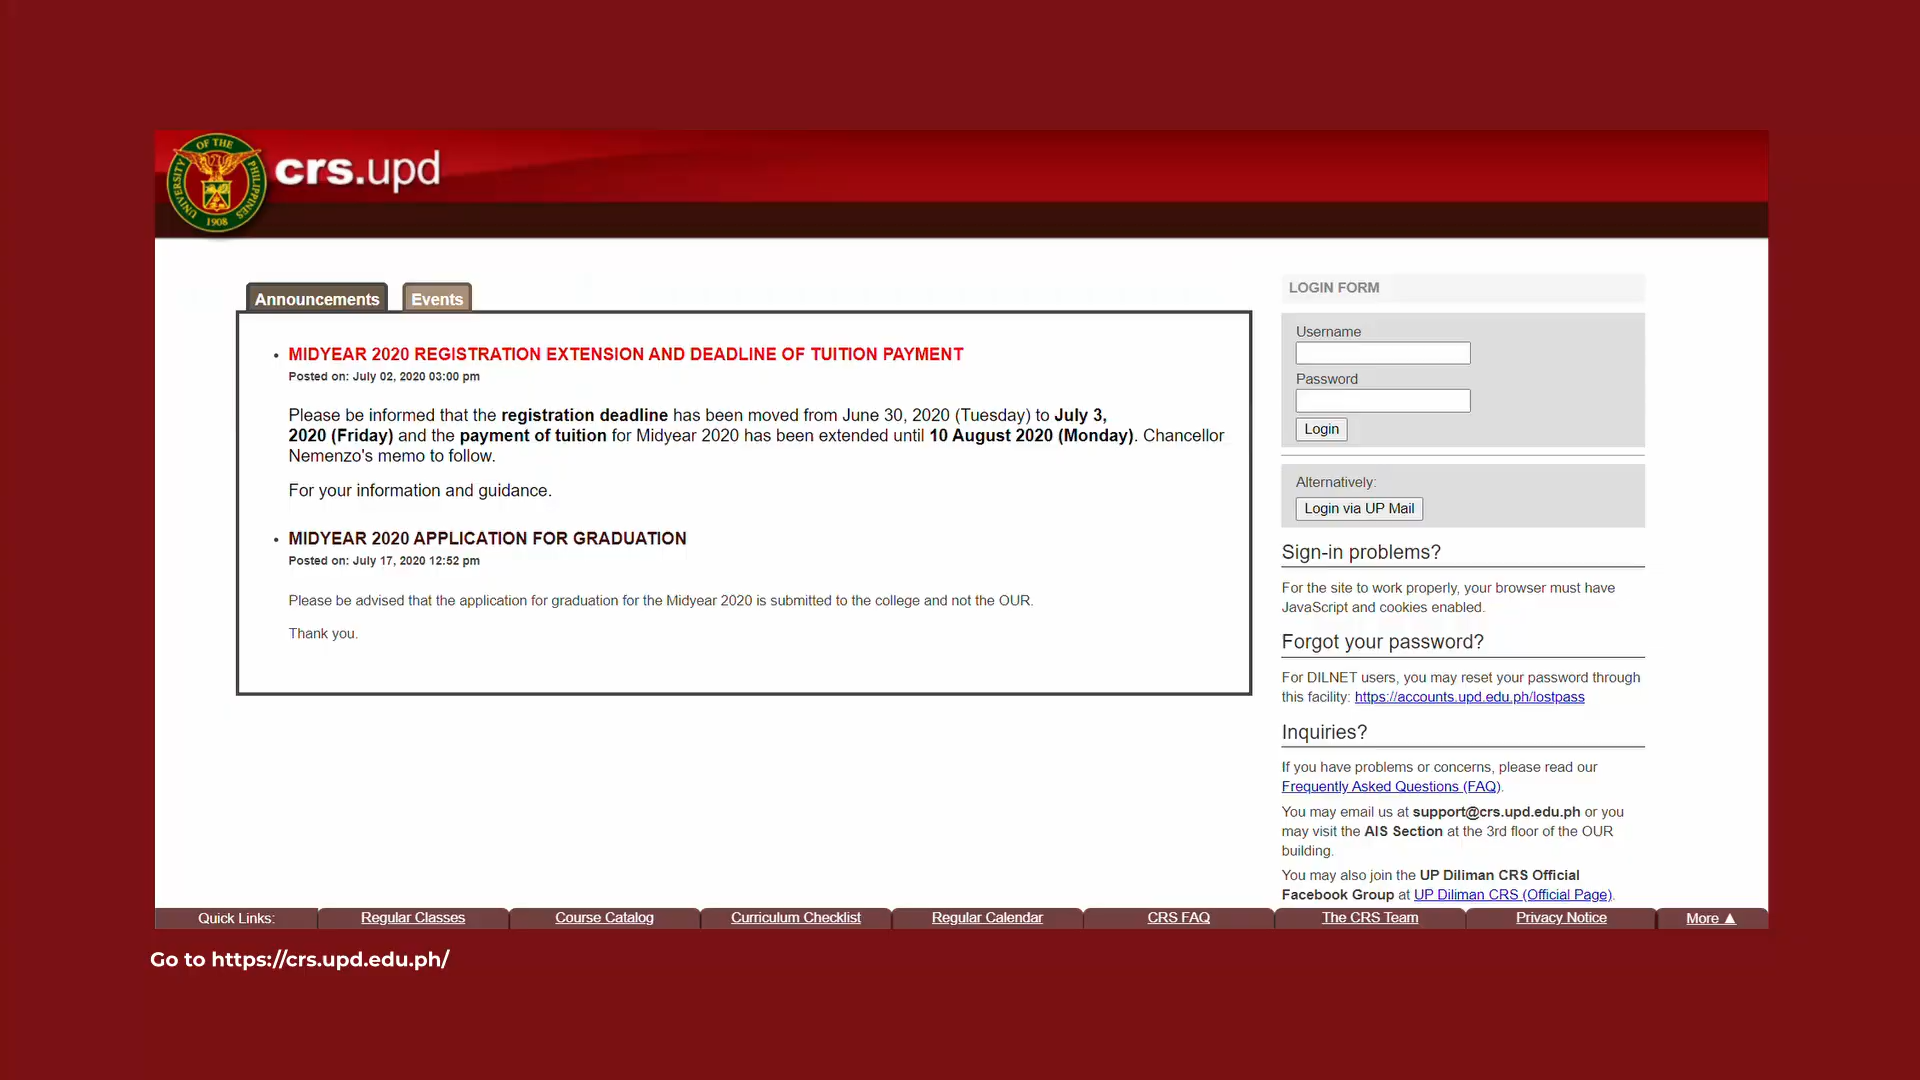 OF THE
UNIVERSITY
PHILIPPINES
1908
crs.upd
Announcements
Events
MIDYEAR 2020 REGISTRATION EXTENSION AND DEADLINE OF TUITION PAYMENT
Posted on: July 02, 2020 03:00 pm
Please be informed that the registration deadline has been moved from June 30, 2020 (Tuesday) to July 3,
2020 (Friday) and the payment of tuition for Midyear 2020 has been extended until 10 August 2020 (Monday). Chancellor
Nemenzo's memo to follow.
For your information and guidance.
MIDYEAR 2020 APPLICATION FOR GRADUATION
Posted on: July 17, 2020 12:52 pm
Please be advised that the application for graduation for the Midyear 2020 is submitted to the college and not the OUR.
Thank you.
LOGIN FORM
Username
Password
Login
Alternatively:
Login via UP Mail
Sign-in problems?
For the site to work properly, your browser must have
JavaScript and cookies enabled.
Forgot your password?
For DILNET users, you may reset your password through
this facility: https://accounts.upd.edu.ph/lostpass
Inquiries?
If you have problems or concerns, please read our
Frequently Asked Questions (FAQ).
You may email us at support@crs.upd.edu.ph or you
may visit the AIS Section at the 3rd floor of the OUR
building.
You may also join the UP Diliman CRS Official
Facebook Group at UP Diliman CRS (Official Page).
Quick Links:
Regular Classes
Course Catalog
Curriculum Checklist
Regular Calendar
CRS FAQ
The CRS Team
Privacy Notice
More ▲
Go to https://crs.upd.edu.ph/